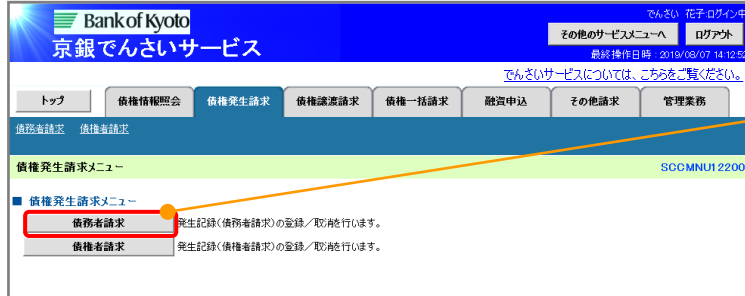 でんさい 花子:ログイン中
Bank of Kyoto
その他のサービスメニューへ ログアウト
京銀でんさいサービス
最終操作日時:2019/08/07 14:12:52
でんさいサービスについては、こちらをご覧ください。
トップ 債権情報照会 債権発生請求 債権譲渡請求 債権一括請求 融資申込 その他請求 管理業務
債務者請求 債権者請求
債権発生請求メニュー SCCMNU12200
■ 債権発生請求メニュー
債務者請求 発生記録(債務者請求)の登録/取消を行います。
債権者請求 発生記録(債権者請求)の登録/取消を行います。